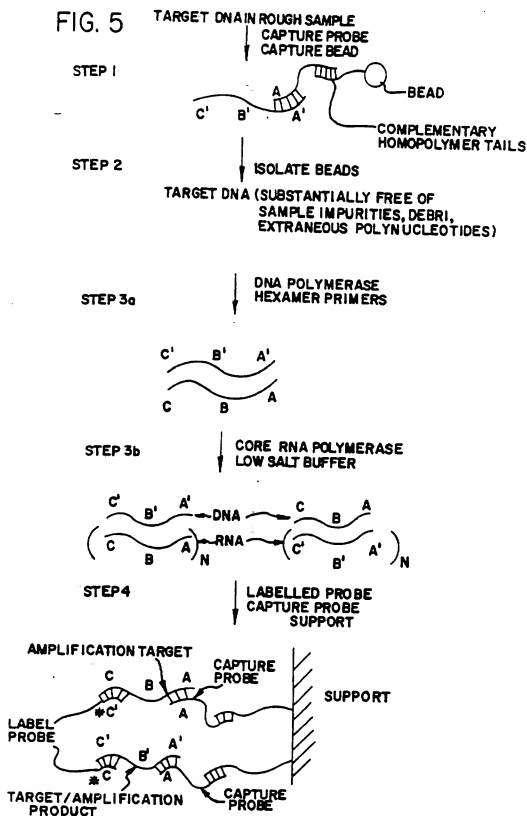 FIG. 5
TARGET DNA IN ROUGH SAMPLE
CAPTURE PROBE
CAPTURE BEAD
STEP 1
A
C' B' A'
BEAD
COMPLEMENTARY
HOMOPOLYMER TAILS
STEP 2
ISOLATE BEADS
TARGET DNA (SUBSTANTIALLY FREE OF
SAMPLE IMPURITIES, DEBRI,
EXTRANEOUS POLYNUCLEOTIDES)
DNA POLYMERASE
HEXAMER PRIMERS
STEP 3a
C' B' A'
C B A
STEP 3b
CORE RNA POLYMERASE
LOW SALT BUFFER
C' B' A' DNA C B A
( C B A ) N RNA ( C' B' A' ) N
STEP 4
LABELLED PROBE
CAPTURE PROBE
SUPPORT
AMPLIFICATION TARGET
C B A CAPTURE
PROBE
SUPPORT
*C' A
LABEL
PROBE
C' B' A'
* C A
TARGET/AMPLIFICATION
PRODUCT
CAPTURE
PROBE